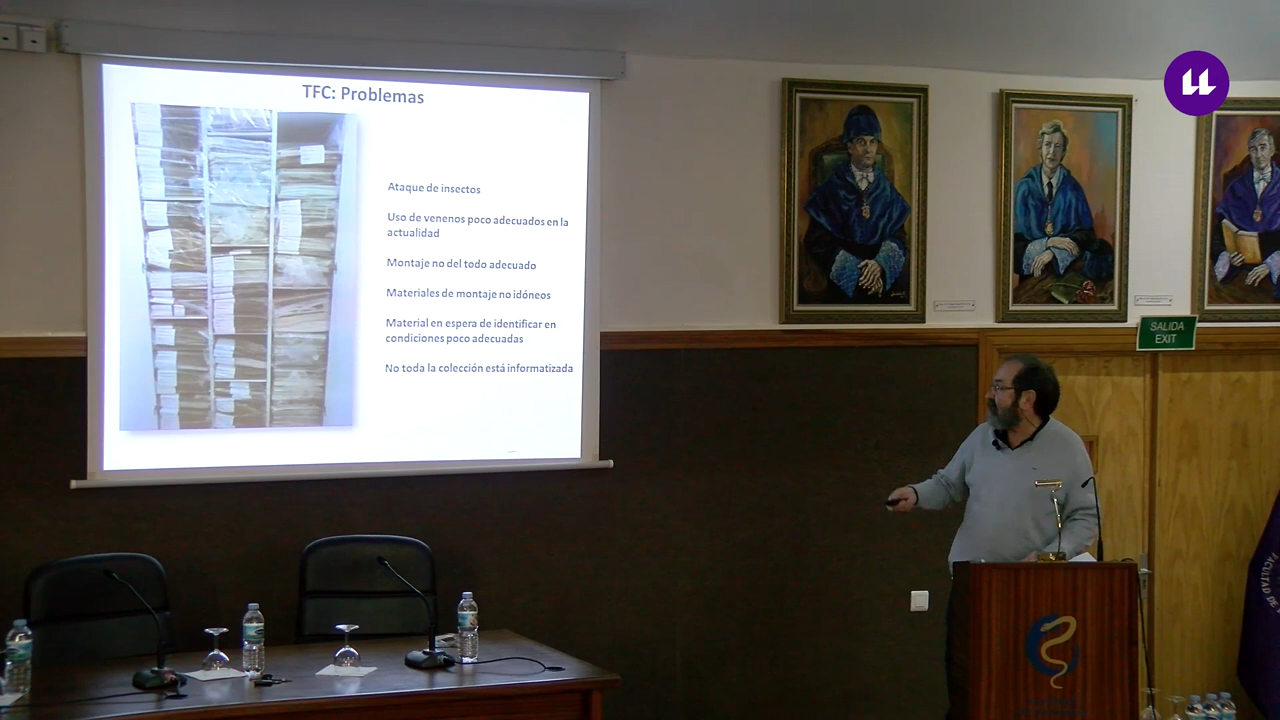 TFC: Problemas
Ataque de insectos
Uso de venenos poco adecuados en la
actualidad
Montaje no del todo adecuado
Materiales de montaje no idóneos
Material en espera de identificar en
condiciones poco adecuadas
No toda la colección está informatizada
SALIDA
EXIT
FACULTAD DE